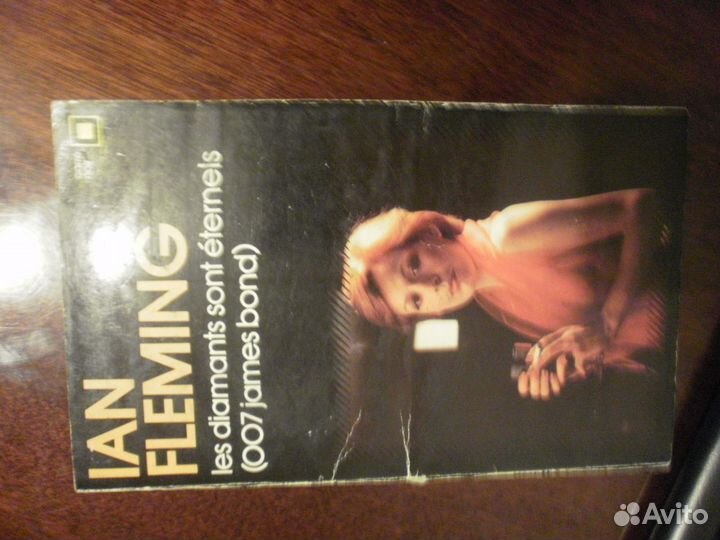 IAN
FLEMING
les diamants sont éternels
(007 james bond)
Avito